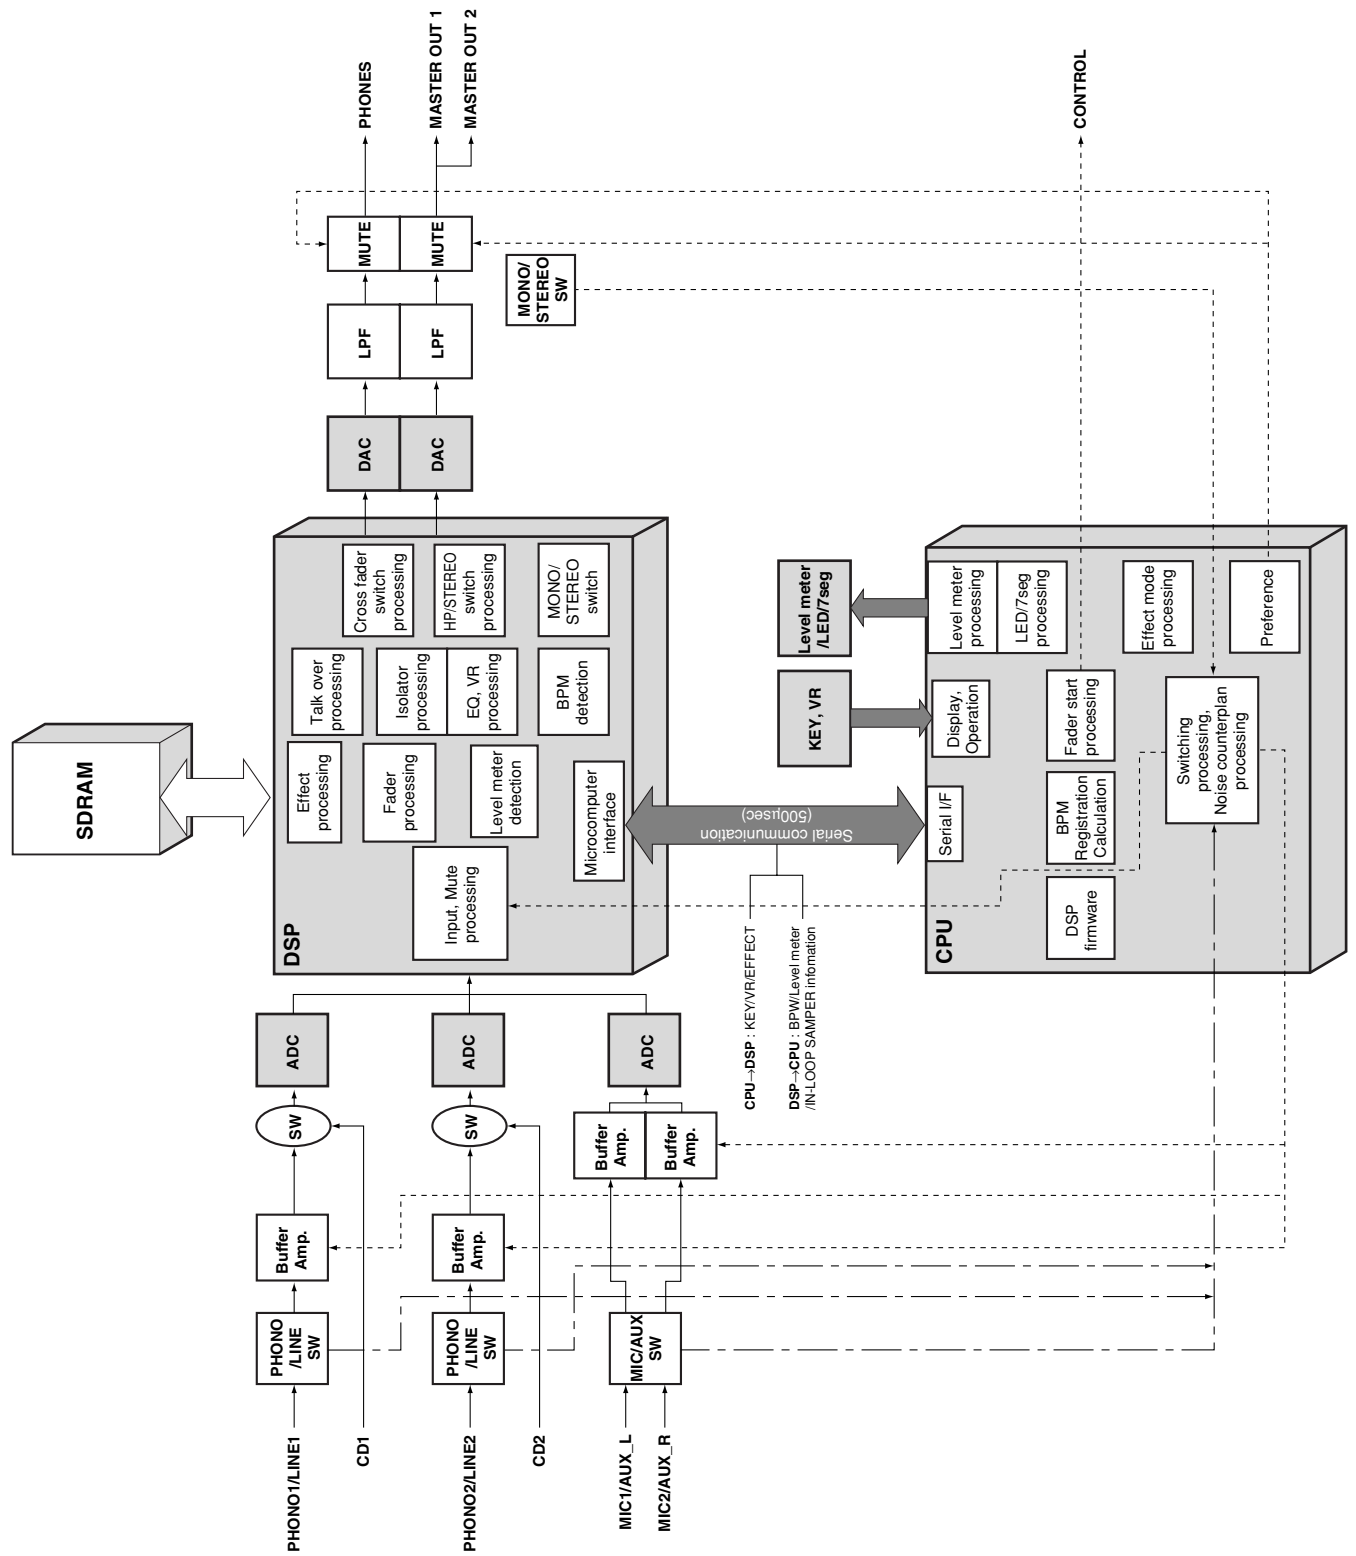 SDRAM
DSP
Effect
processing
Talk over
processing
Cross fader
switch
processing
Fader
processing
Isolator
processing
EQ, VR
processing
HP/STEREO
switch
processing
Level meter
detection
BPM
detection
MONO/
STEREO
switch
Input, Mute
processing
Microcomputer
interface
PHONO1/LINE1
PHONO
/LINE
SW
Buffer
Amp.
SW
ADC
CD1
PHONO2/LINE2
PHONO
/LINE
SW
Buffer
Amp.
SW
ADC
CD2
MIC1/AUX_L
MIC2/AUX_R
MIC/AUX
SW
Buffer
Amp.
Buffer
Amp.
ADC
DAC
LPF
MUTE
PHONES
DAC
LPF
MUTE
MASTER OUT 1
MASTER OUT 2
MONO/
STEREO
SW
CPU→DSP : KEY/VR/EFFECT
DSP→CPU : BPW/Level meter
/IN-LOOP SAMPER infomation
Serial communication
(500µsec)
KEY, VR
Level meter
/LED/7seg
CPU
Serial I/F
Display,
Operation
Level meter
processing
LED/7seg
processing
DSP
firmware
BPM
Registration
Calculation
Fader start
processing
Effect mode
processing
Switching
processing,
Noise counterplan
processing
Preference
CONTROL